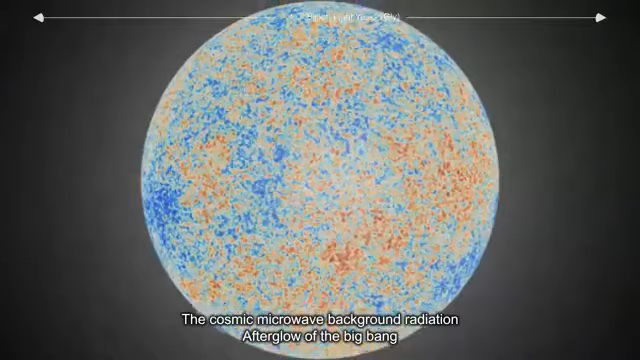 The cosmic microwave background radiation
Afterglow of the big bang